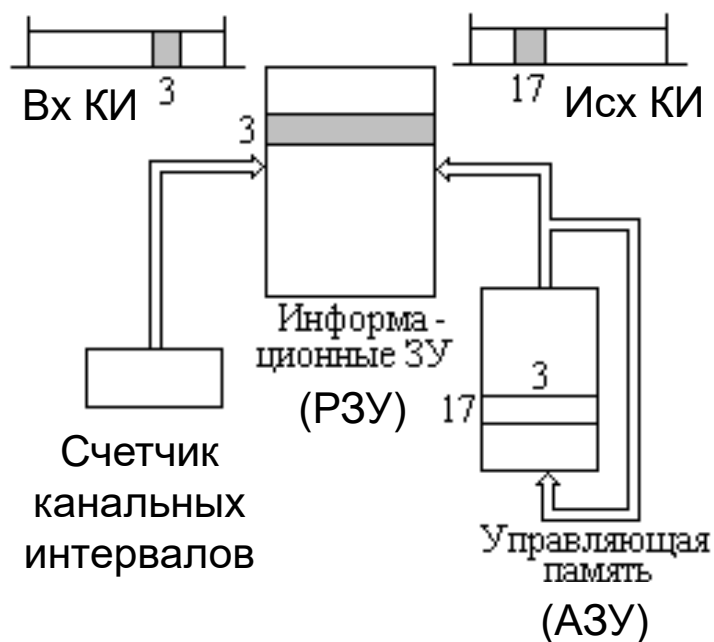 Вх КИ 3
17 Исх КИ
3
Информа -
ционные ЗУ
(РЗУ)
3
17
Счетчик
канальных
интервалов
Управляющая
память
(АЗУ)